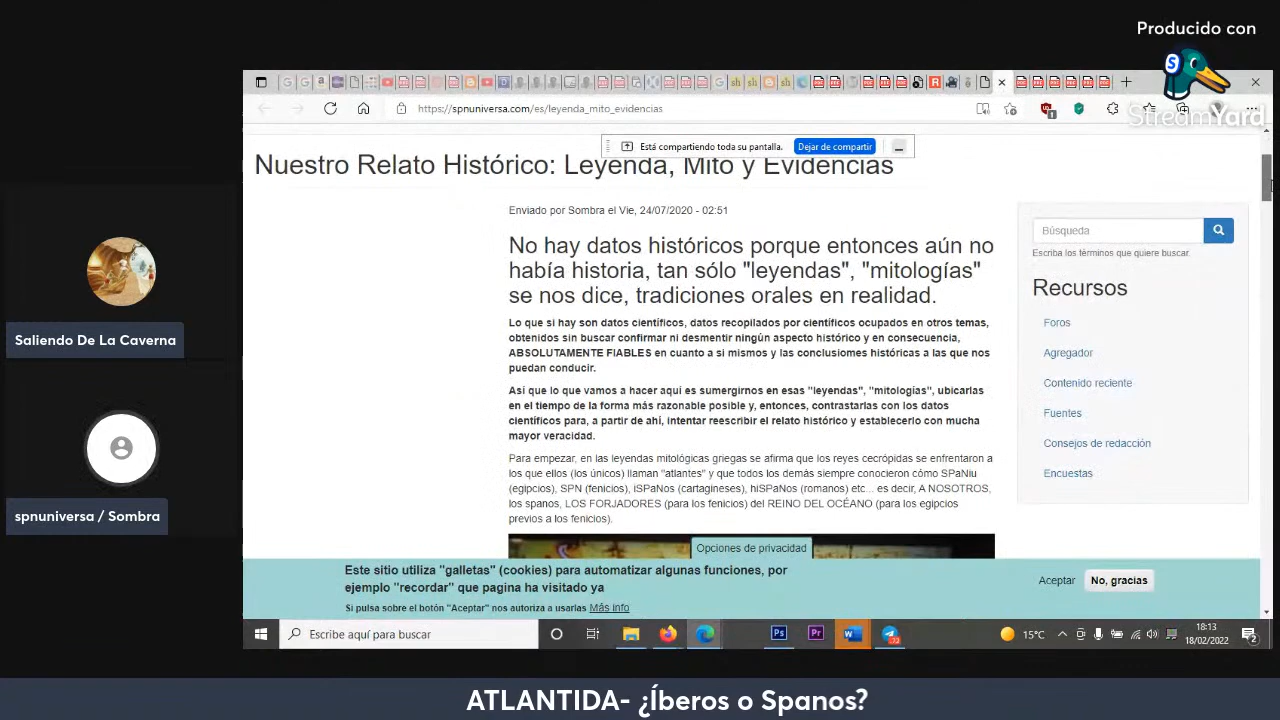 Producido con
StreamYard
https://spnuniversa.com/es/leyenda_mito_evidencias
Está compartiendo toda su pantalla.
Dejar de compartir
Nuestro Relato Histórico: Leyenda, Mito y Evidencias
Enviado por Sombra el Vie, 24/07/2020 - 02:51
No hay datos históricos porque entonces aún no
había historia, tan sólo "leyendas", "mitologías"
se nos dice, tradiciones orales en realidad.
Lo que si hay son datos científicos, datos recopilados por científicos ocupados en otros temas,
obtenidos sin buscar confirmar ni desmentir ningún aspecto histórico y en consecuencia,
ABSOLUTAMENTE FIABLES en cuanto a si mismos y las conclusiomes históricas a las que nos
puedan conducir.
Así que lo que vamos a hacer aquí es sumergirnos en esas "leyendas", "mitologías", ubicarlas
en el tiempo de la forma más razonable posible y, entonces, contrastarlas con los datos
científicos para, a partir de ahí, intentar reescribir el relato histórico y establecerlo con mucha
mayor veracidad.
Para empezar, en las leyendas mitológicas griegas se afirma que los reyes cecrópidas se enfrentaron a
los que ellos (los únicos) llaman "atlantes" y que todos los demás siempre conocieron cómo SPaNiu
(egipcios), SPN (fenicios), iSPaNos (cartagineses), hiSPaNos (romanos) etc... es decir, A NOSOTROS,
los spanos, LOS FORJADORES (para los fenicios) del REINO DEL OCÉANO (para los egipcios
previos a los fenicios).
Búsqueda
Escriba los términos que quiere buscar.
Recursos
Foros
Agregador
Contenido reciente
Fuentes
Consejos de redacción
Encuestas
Opciones de privacidad
Este sitio utiliza "galletas" (cookies) para automatizar algunas funciones, por
ejemplo "recordar" que pagina ha visitado ya
Si pulsa sobre el botón "Aceptar" nos autoriza a usarlas Más info
Aceptar
No, gracias
Saliendo De La Caverna
spnuniversa / Sombra
Escribe aquí para buscar
15°C
18:13
18/02/2022
ATLANTIDA- ¿Íberos o Spanos?